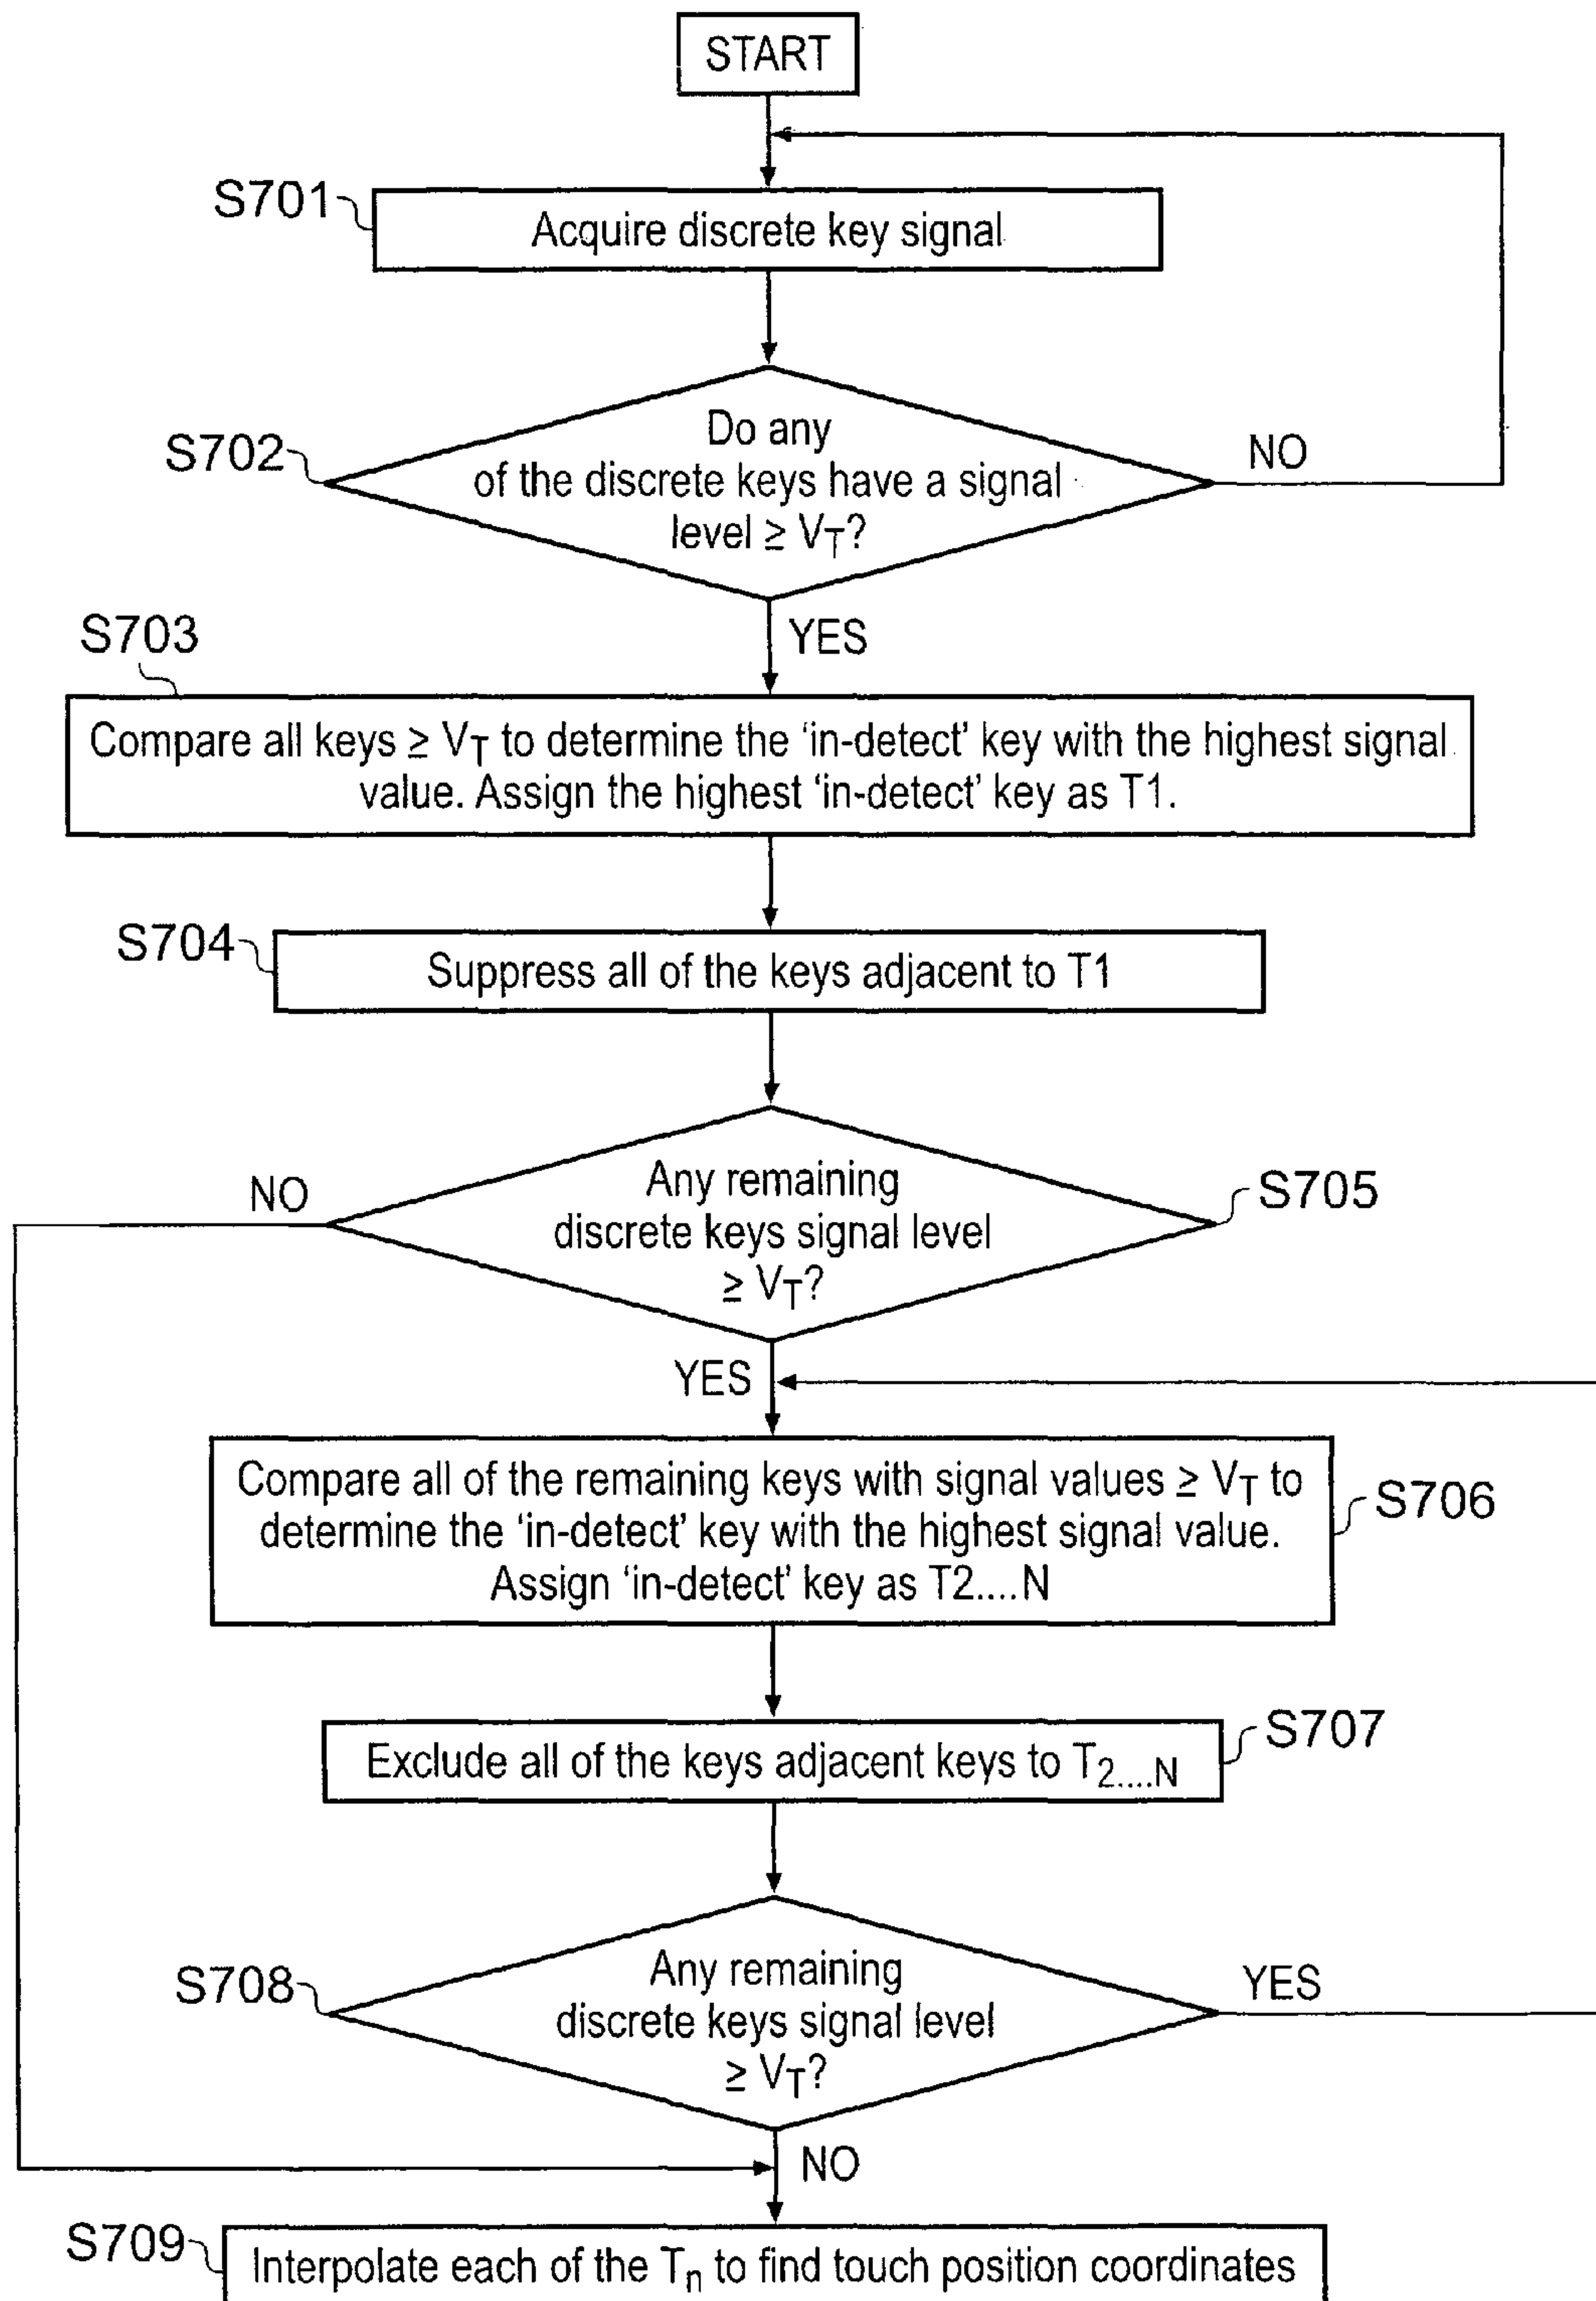 START
S701
Acquire discrete key signal
S702
Do any
of the discrete keys have a signal
level ≥ VT?
NO
YES
S703
Compare all keys ≥ VT to determine the ‘in-detect’ key with the highest signal
value. Assign the highest ‘in-detect’ key as T1.
S704
Suppress all of the keys adjacent to T1
NO
Any remaining
discrete keys signal level
≥ VT?
S705
YES
Compare all of the remaining keys with signal values ≥ VT to
determine the ‘in-detect’ key with the highest signal value.
Assign ‘in-detect’ key as T2....N
S706
Exclude all of the keys adjacent keys to T2....N
S707
S708
Any remaining
discrete keys signal level
≥ VT?
YES
NO
S709
Interpolate each of the Tn to find touch position coordinates